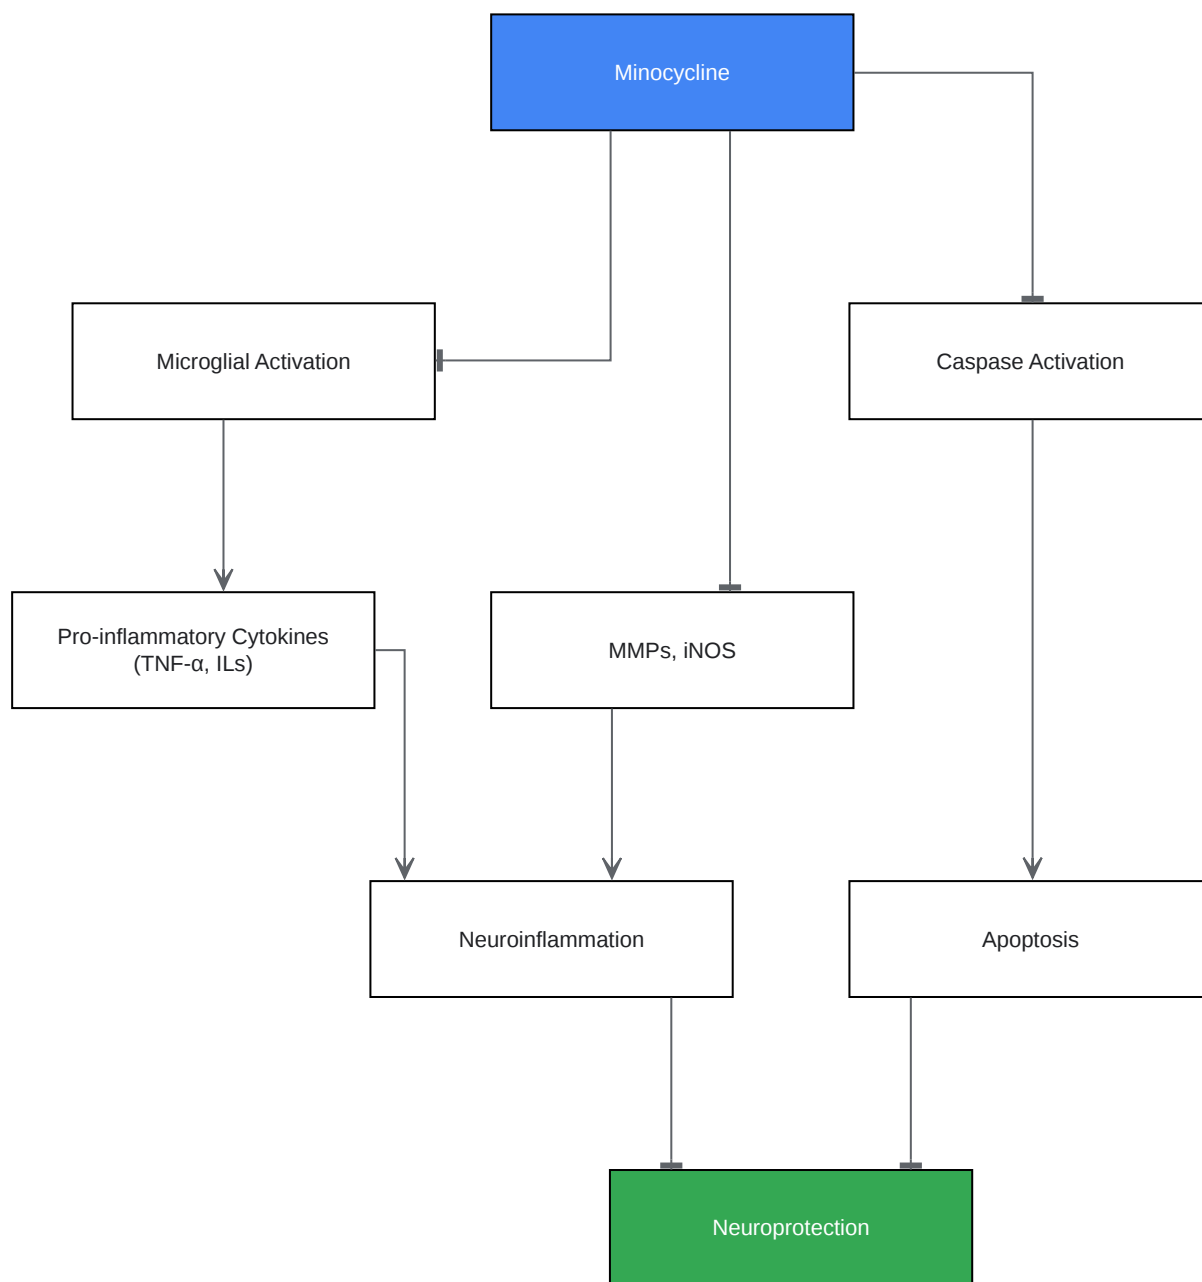 Minocycline
Microglial Activation
Caspase Activation
Pro-inflammatory Cytokines
(TNF-α, ILs)
MMPs, iNOS
Neuroinflammation
Apoptosis
Neuroprotection